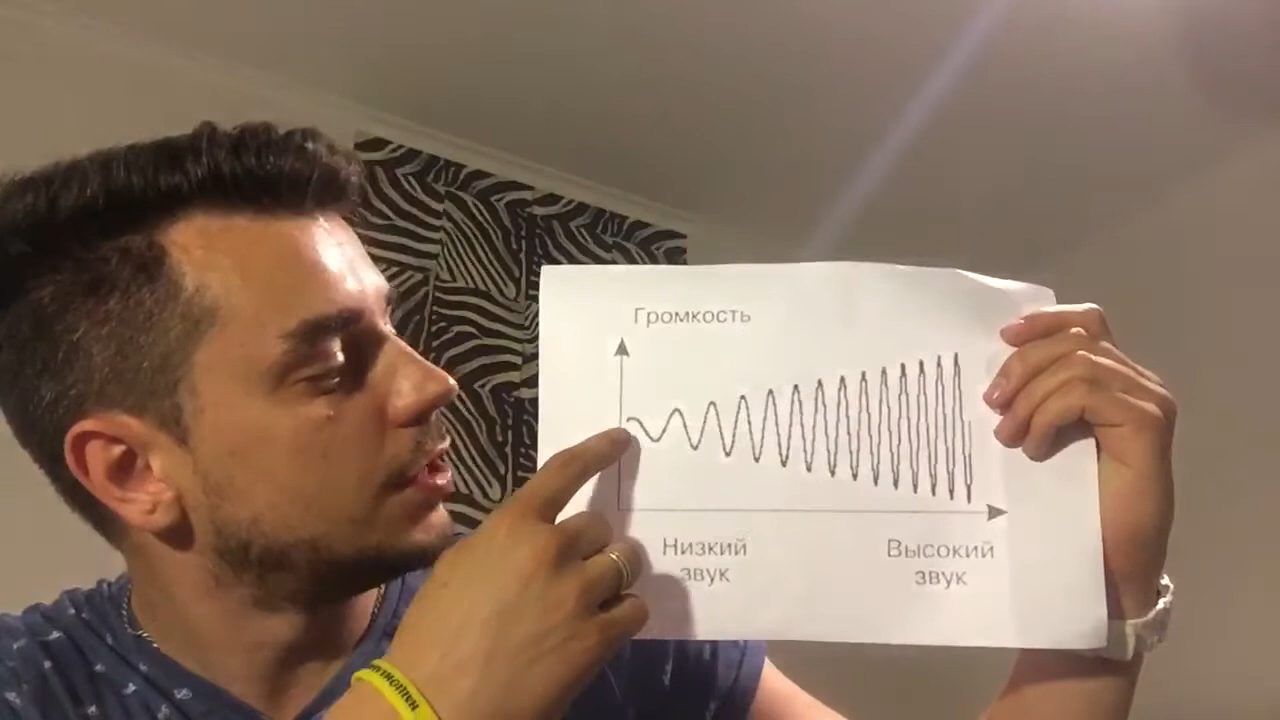 Громкость
Низкий
звук
Высокий
звук